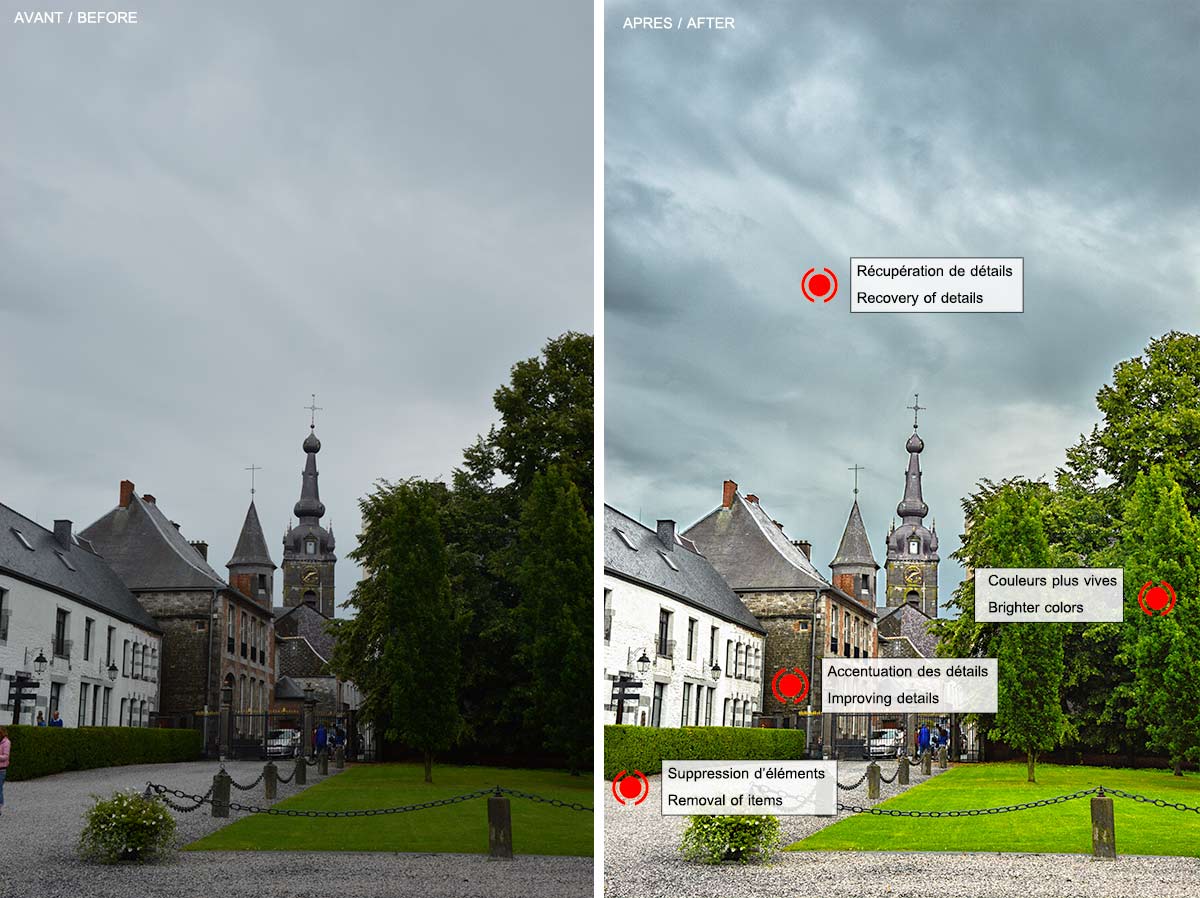 AVANT / BEFORE
APRES / AFTER
Récupération de détails
Recovery of details
Couleurs plus vives
Brighter colors
Accentuation des détails
Improving details
Suppression d'éléments
Removal of items